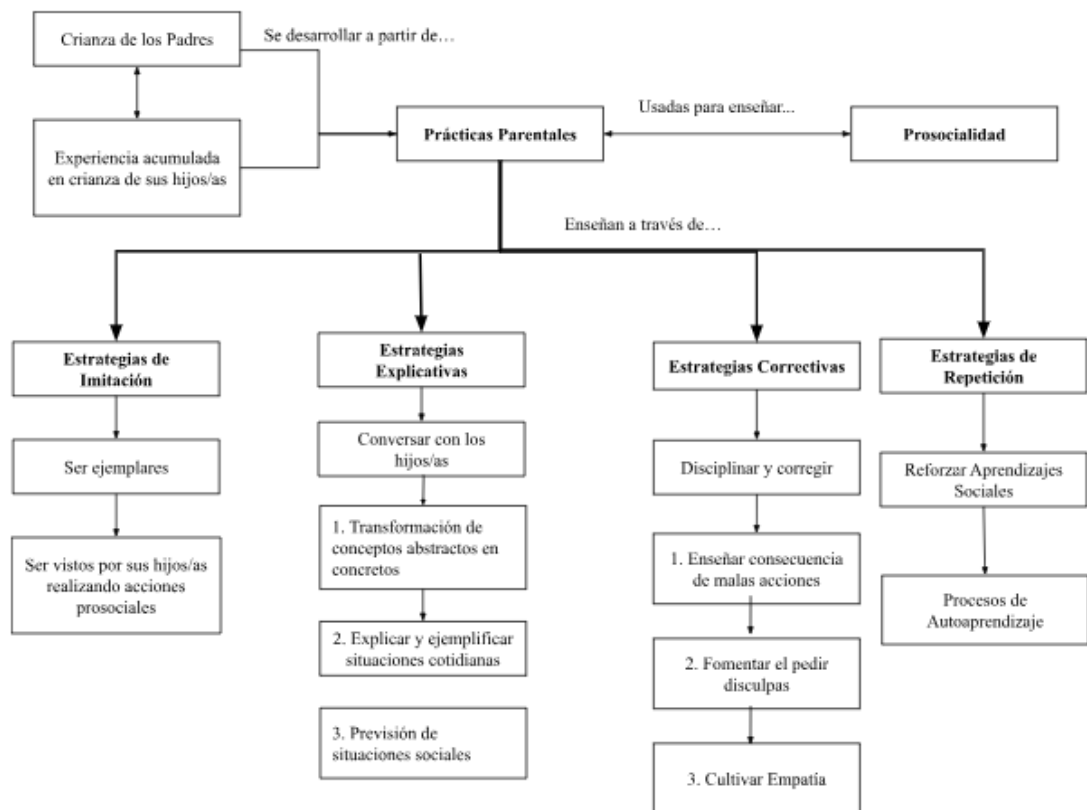 Crianza de los Padres
Se desarrollar a partir de…
Experiencia acumulada
en crianza de sus hijos/as
Prácticas Parentales
Usadas para enseñar...
Prosocialidad
Enseñan a través de…
Estrategias de
Imitación
Ser ejemplares
Ser vistos por sus hijos/as
realizando acciones
prosociales
Estrategias
Explicativas
Conversar con los
hijos/as
1. Transformación de
conceptos abstractos en
concretos
2. Explicar y ejemplificar
situaciones cotidianas
3. Previsión de
situaciones sociales
Estrategias Correctivas
Disciplinar y corregir
1. Enseñar consecuencia
de malas acciones
2. Fomentar el pedir
disculpas
3. Cultivar Empatía
Estrategias de
Repetición
Reforzar Aprendizajes
Sociales
Procesos de
Autoaprendizaje